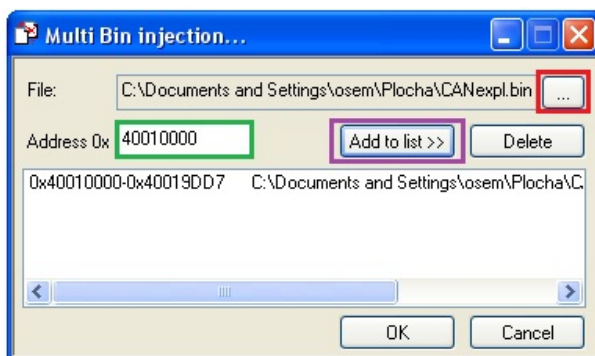 Multi Bin injection...
File: C:\Documents and Settings\osem\Plocha\CANexpl.bin ...
Address 0x 40010000 Add to list >> Delete
0x40010000-0x40019DD7 C:\Documents and Settings\osem\Plocha\C
OK Cancel